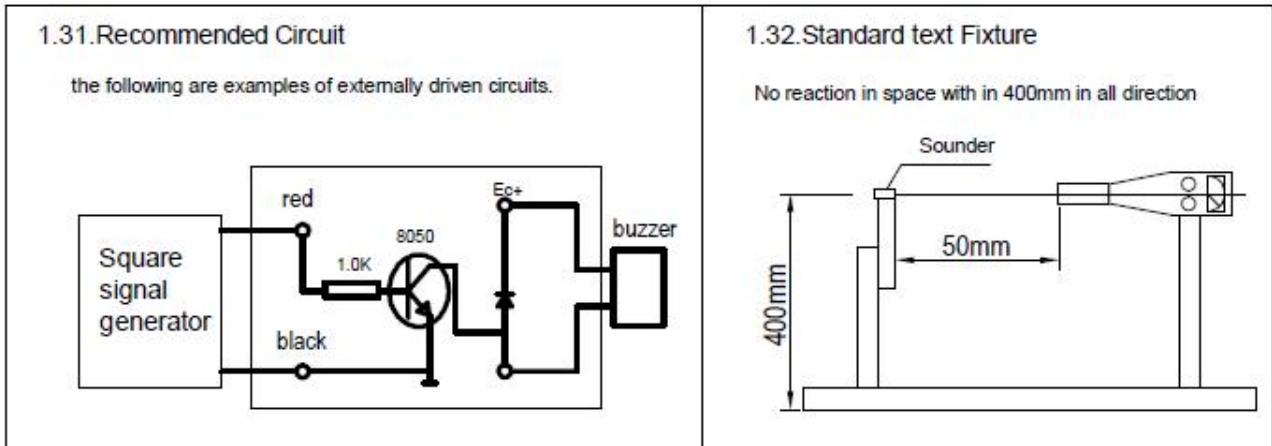 1.31.Recommended Circuit
the following are examples of externally driven circuits.
red
Ec+
8050
buzzer
Square
signal
generator
1.0K
black
1.32.Standard text Fixture
No reaction in space with in 400mm in all direction
Sounder
50mm
400mm